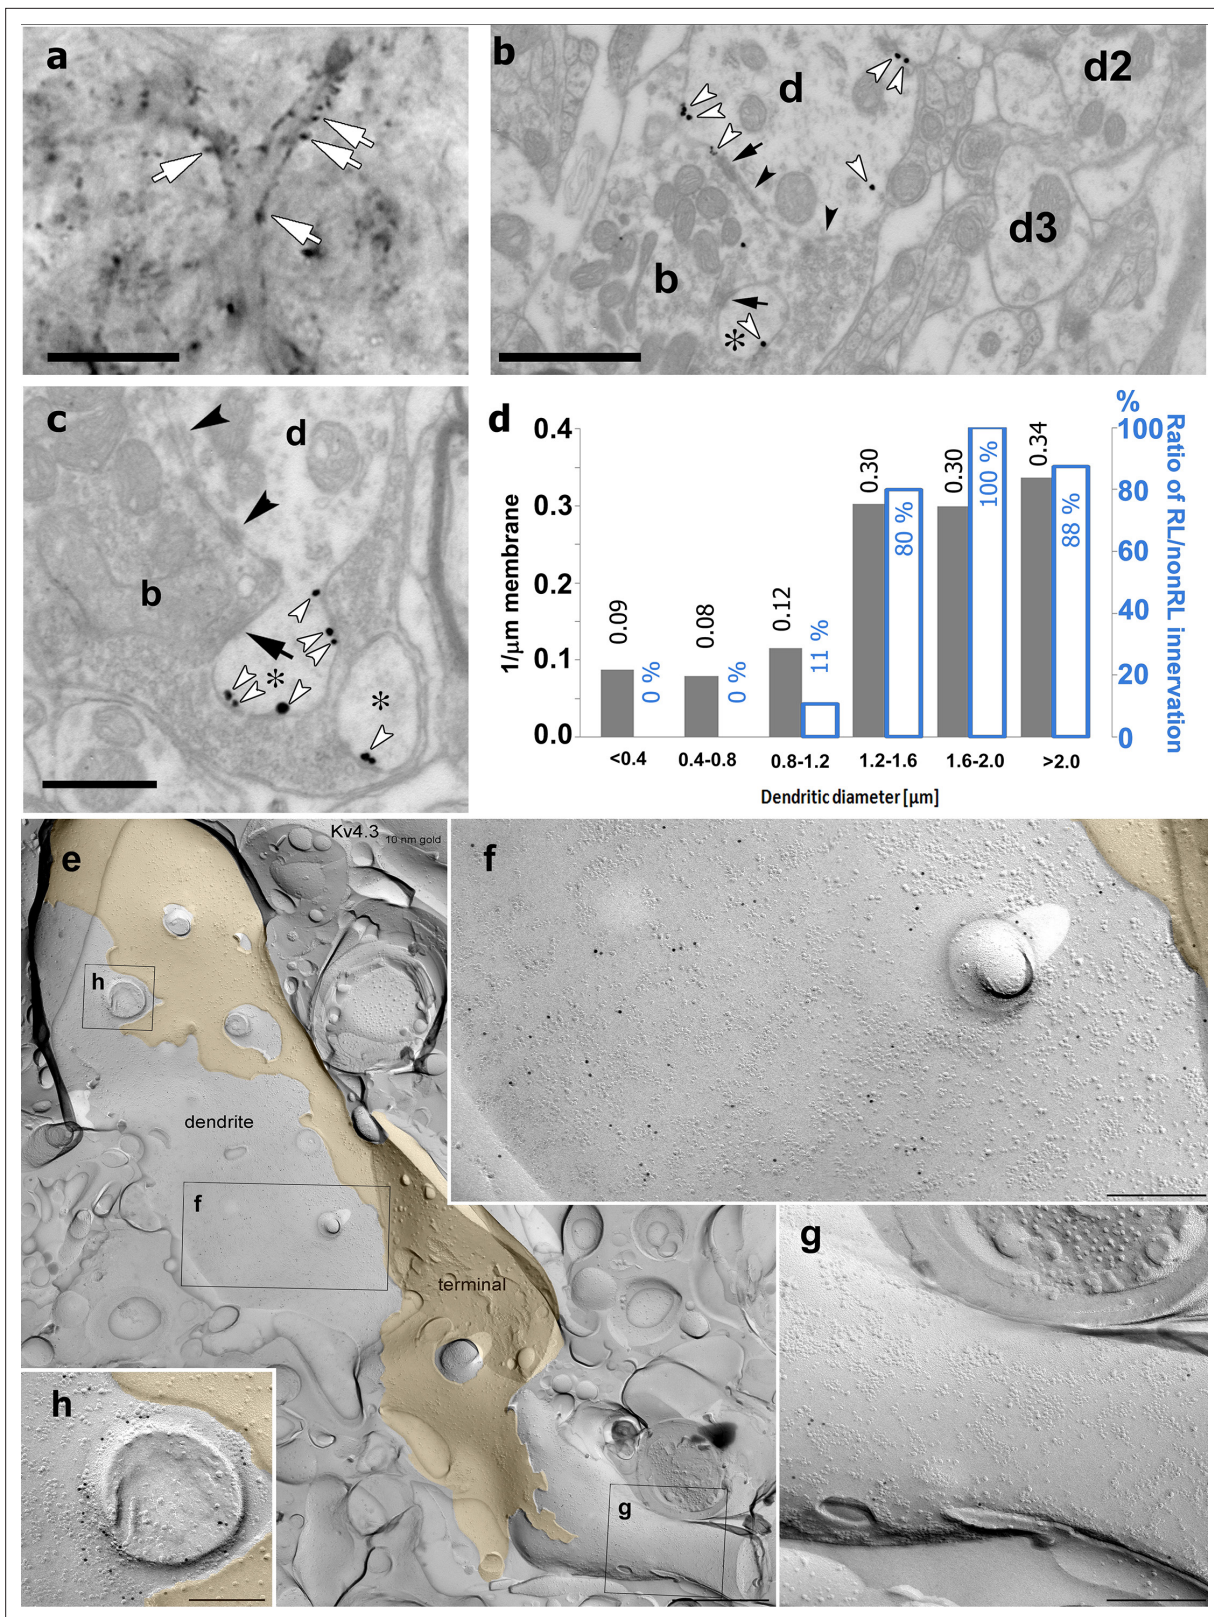 a
b
d
d2
d3
b
*
c
d
b
*
*
d
1/μm membrane
0.4
0.3
0.2
0.1
0.0
0.09
0 %
0.08
0 %
0.12
11 %
0.30
80 %
0.30
100 %
0.34
88 %
%
100
80
60
40
20
0
Ratio of RL/nonRL innervation
<0.4
0.4-0.8
0.8-1.2
1.2-1.6
1.6-2.0
>2.0
Dendritic diameter [μm]
e
Kv4.3
10 nm gold
h
dendrite
f
terminal
g
f
g
h